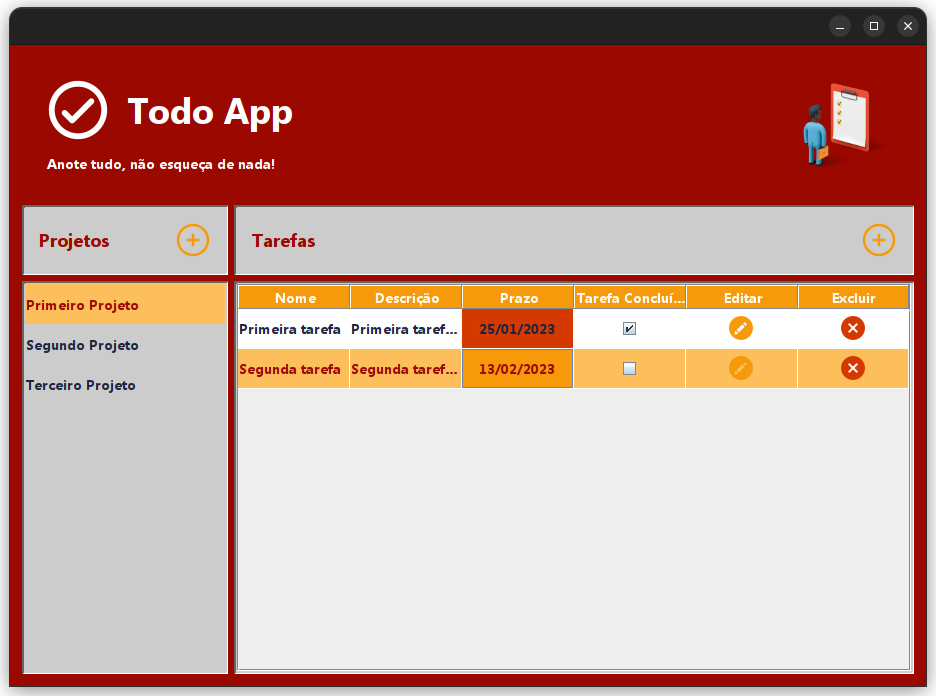 Todo App
Anote tudo, não esqueça de nada!
Projetos
Tarefas
Primeiro Projeto
Segundo Projeto
Terceiro Projeto
Nome Descrição Prazo Tarefa Concluí... Editar Excluir
Primeira tarefa Primeira taref... 25/01/2023
Segunda tarefa Segunda taref... 13/02/2023